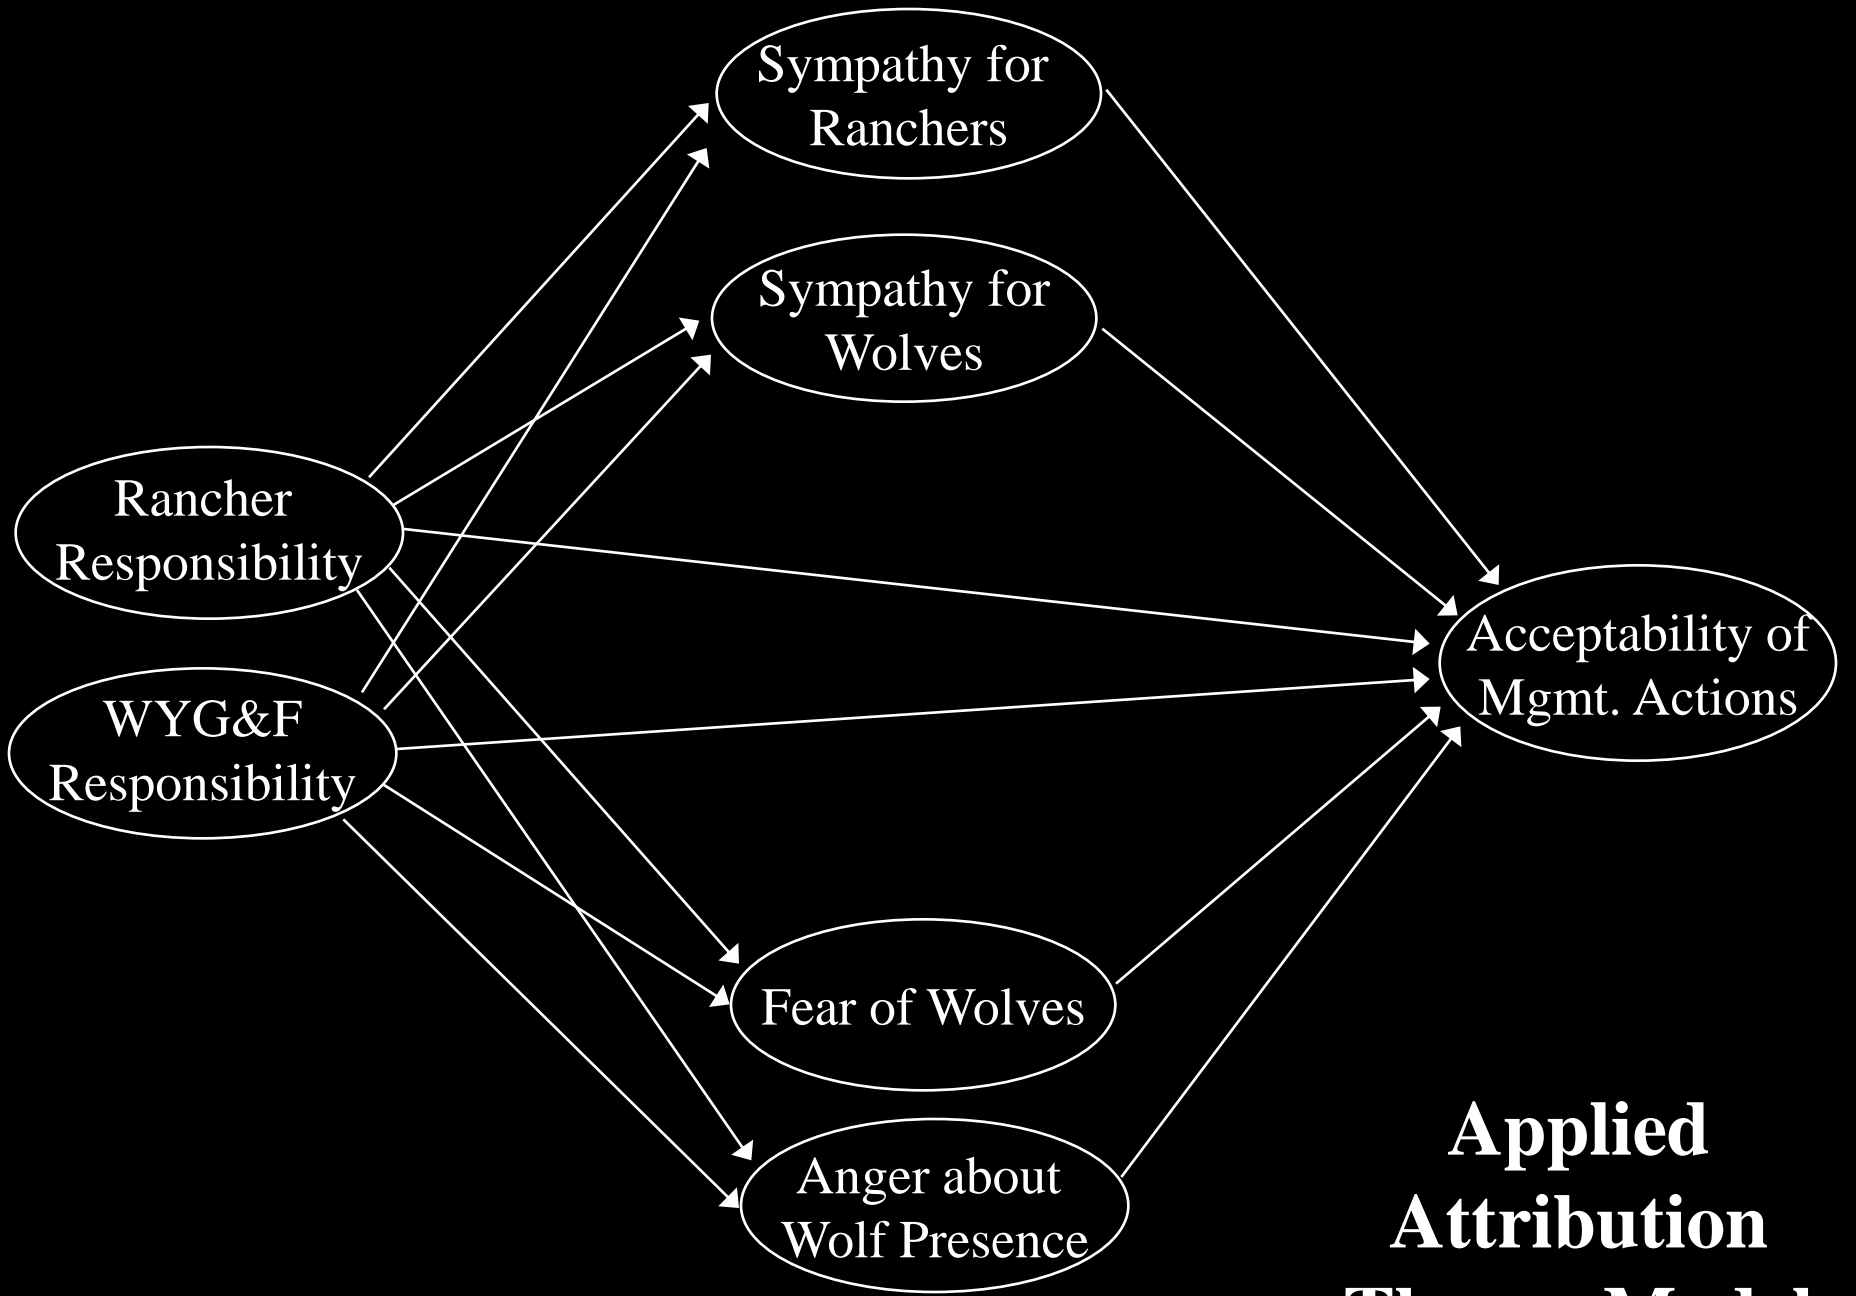 Sympathy for
Ranchers
Sympathy for
Wolves
Rancher
Responsibility
WYG&F
Responsibility
Acceptability of
Mgmt. Actions
Fear of Wolves
Anger about
Wolf Presence
Applied
Attribution